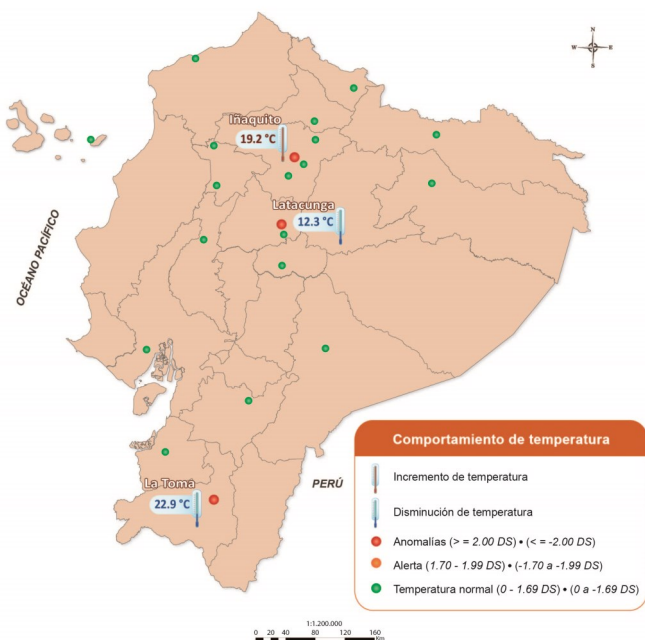 N
W E
S
Iñaquito
19.2 °C
Latacunga
12.3 °C
OCÉANO PACÍFICO
La Toma
22.9 °C
PERÚ
Comportamiento de temperatura
Incremento de temperatura
Disminución de temperatura
Anomalías (> = 2.00 DS) • (< = -2.00 DS)
Alerta (1.70 - 1.99 DS) • (-1.70 a -1.99 DS)
Temperatura normal (0 - 1.69 DS) • (0 a -1.69 DS)
1:1.200.000
0 20 40 80 120 160
Km